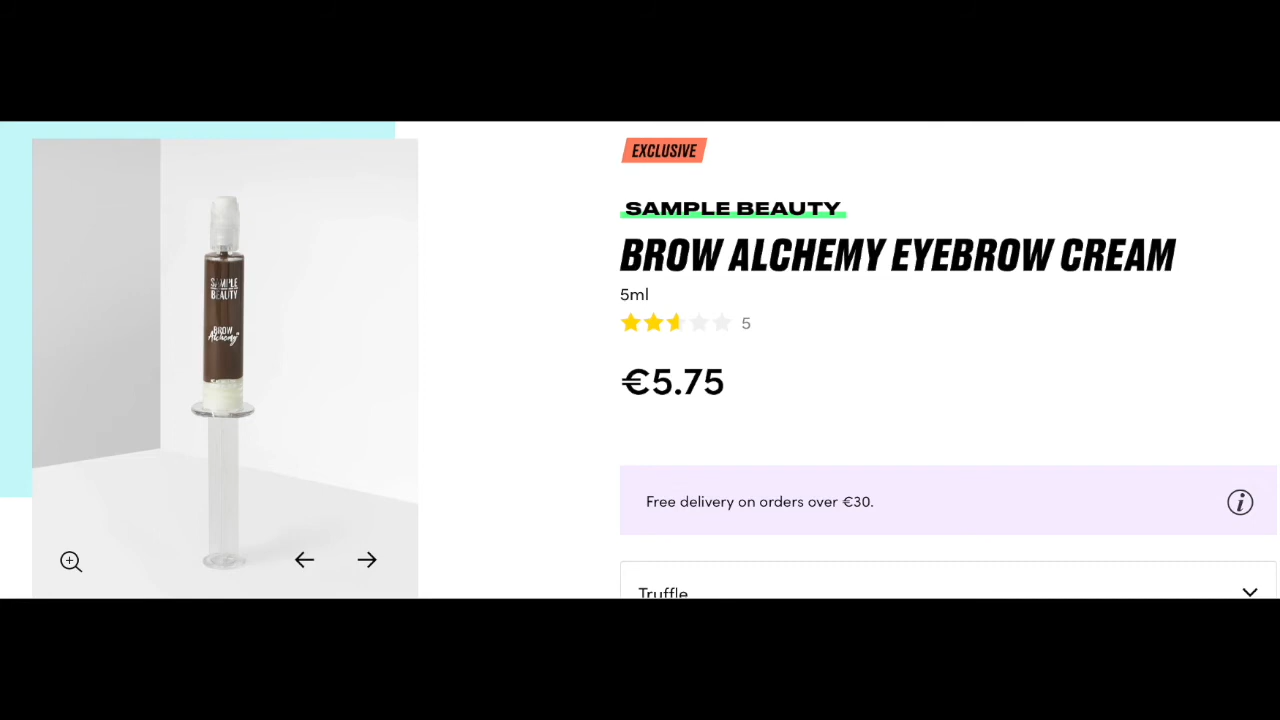 EXCLUSIVE
SAMPLE BEAUTY
BROW ALCHEMY EYEBROW CREAM
5ml
5
€5.75
Free delivery on orders over €30.
Truffle
SAMPLE
BEAUTY
BROW
Alchemy